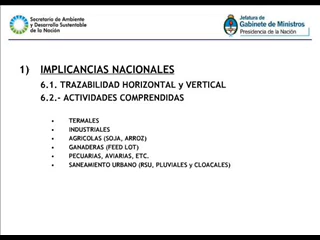 Secretaría de Ambiente
y Desarrollo Sustentable
de la Nación
Jefatura de
Gabinete de Ministros
Presidencia de la Nación
1) IMPLICANCIAS NACIONALES
6.1. TRAZABILIDAD HORIZONTAL y VERTICAL
6.2.- ACTIVIDADES COMPRENDIDAS
• TERMALES
• INDUSTRIALES
• AGRICOLAS (SOJA, ARROZ)
• GANADERAS (FEED LOT)
• PECUARIAS, AVIARIAS, ETC.
• SANEAMIENTO URBANO (RSU, PLUVIALES y CLOACALES)